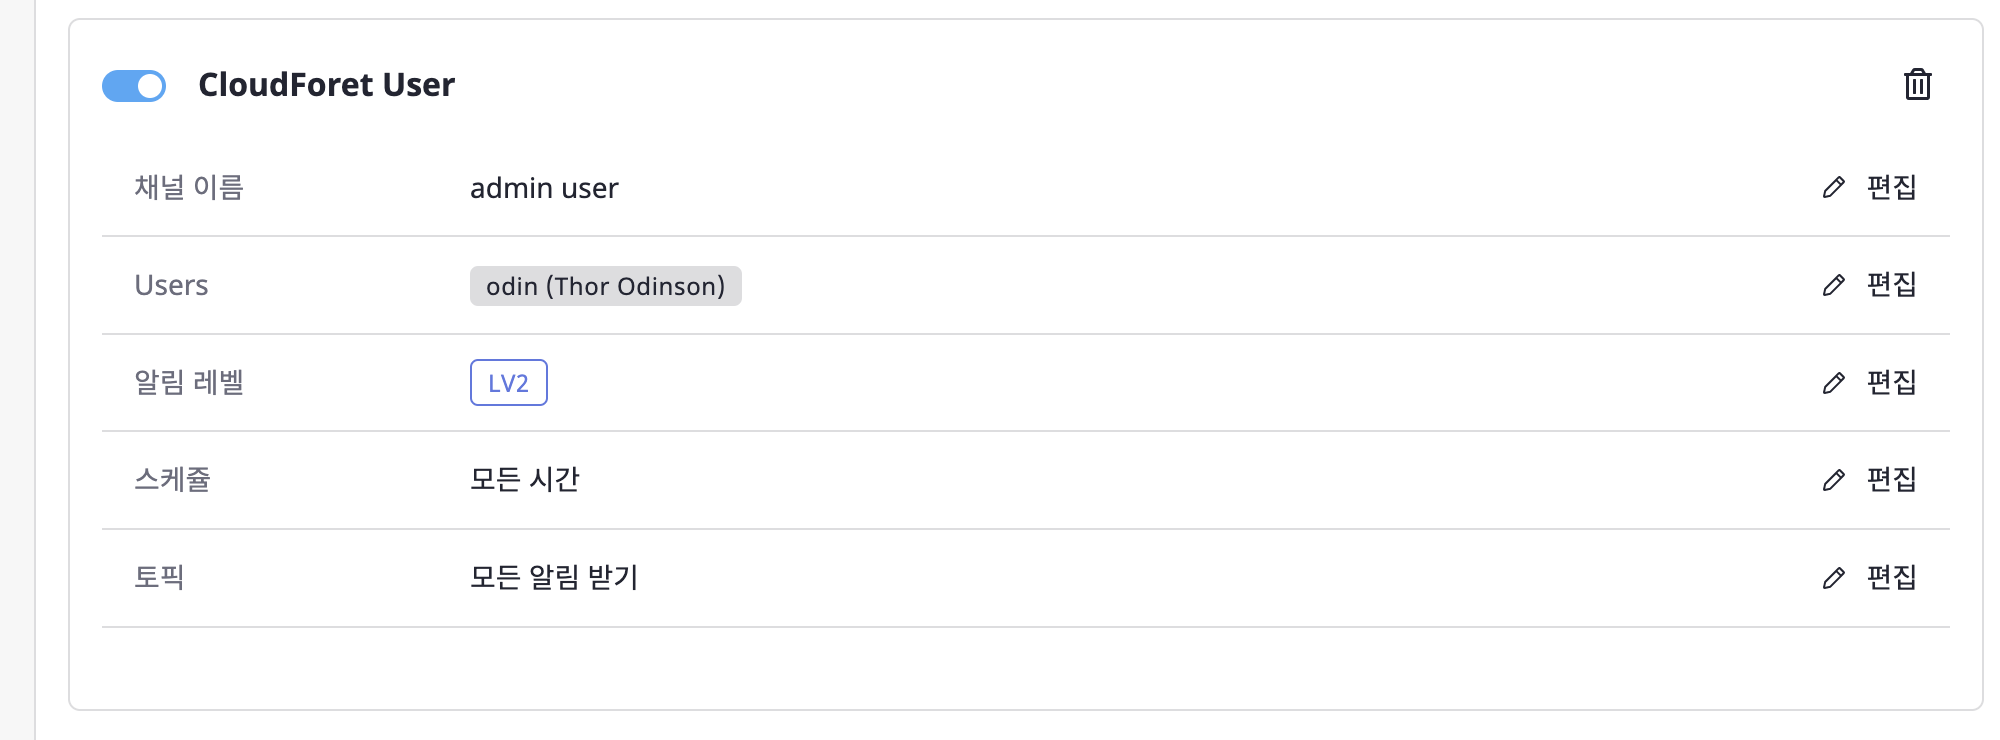 CloudForet User
채널 이름 admin user 편집
Users odin (Thor Odinson) 편집
알림 레벨 LV2 편집
스케쥴 모든 시간 편집
토픽 모든 알림 받기 편집